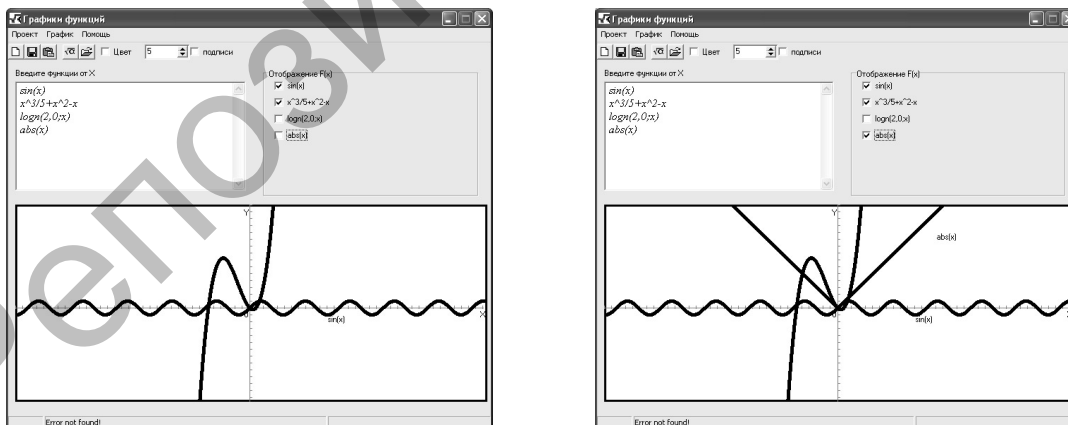 Графики функций
Проект График Помощь
Цвет 5 подписи
Введите функции от X
sin(x)
x^3/5+x^2-x
logn(2,0;x)
abs(x)
Отображение F(x)
sin(x)
x^3/5+x^2-x
logn(2,0;x)
abs(x)
Y
0
X
sin(x)
Error not found!
Графики функций
Проект График Помощь
Цвет 5 подписи
Введите функции от X
sin(x)
x^3/5+x^2-x
logn(2,0;x)
abs(x)
Отображение F(x)
sin(x)
x^3/5+x^2-x
logn(2,0;x)
abs(x)
Y
abs(x)
0
sin(x)
Error not found!